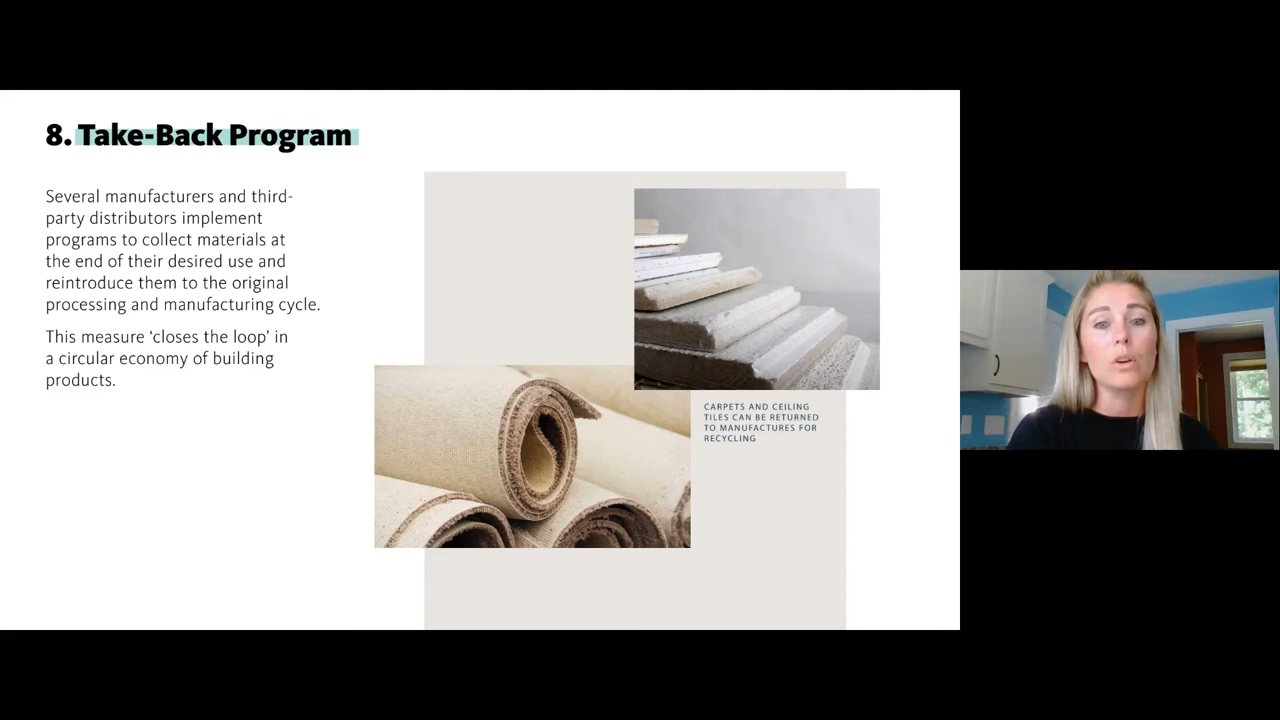 8. Take-Back Program
Several manufacturers and third-
party distributors implement
programs to collect materials at
the end of their desired use and
reintroduce them to the original
processing and manufacturing cycle.
This measure ‘closes the loop’ in
a circular economy of building
products.
CARPETS AND CEILING
TILES CAN BE RETURNED
TO MANUFACTURES FOR
RECYCLING